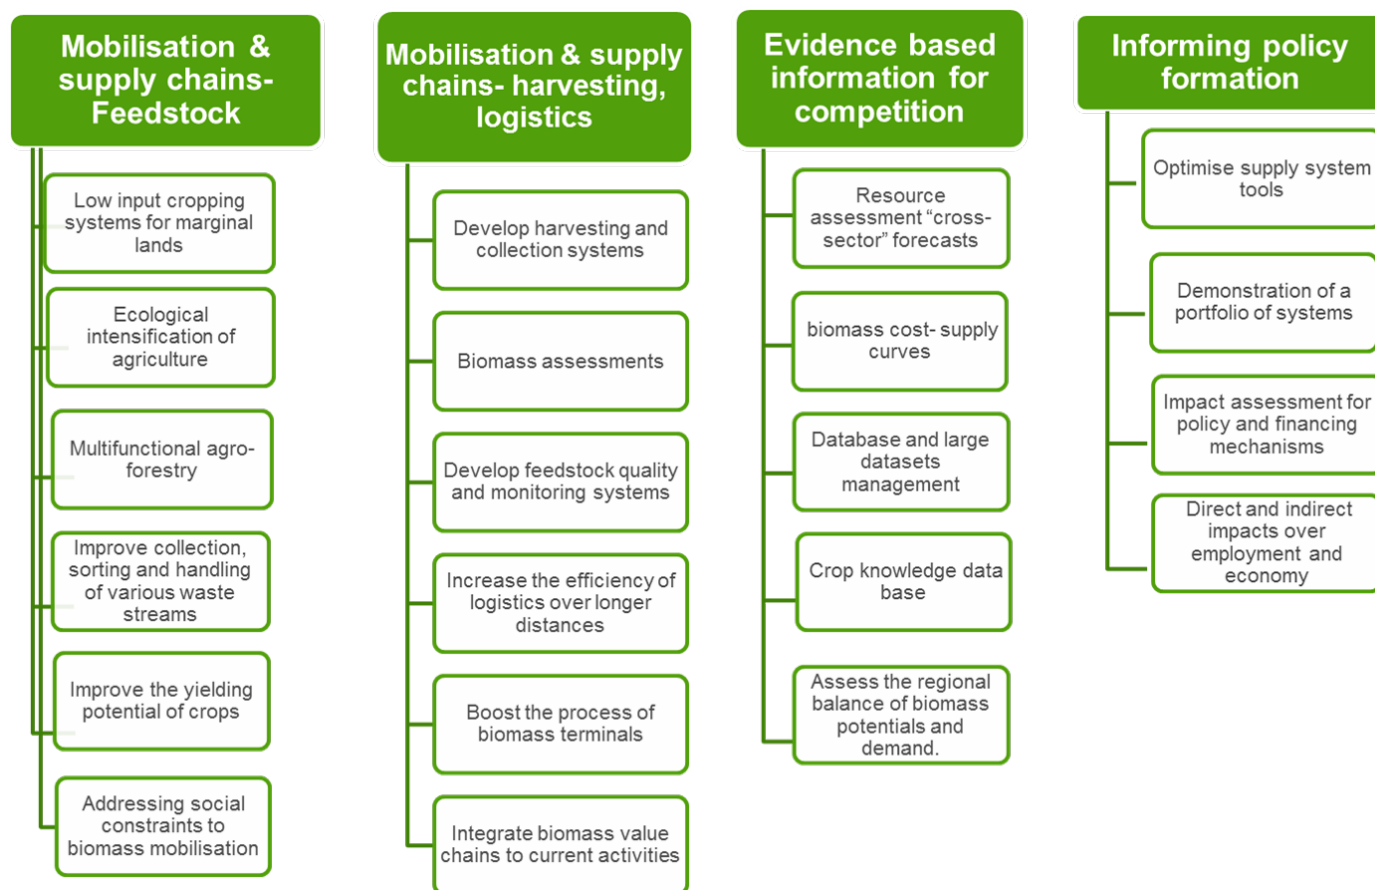 Mobilisation &
supply chains-
Feedstock
Low input cropping
systems for marginal
lands
Ecological
intensification of
agriculture
Multifunctional agro-
forestry
Improve collection,
sorting and handling
of various waste
streams
Improve the yielding
potential of crops
Addressing social
constraints to
biomass mobilisation
Mobilisation & supply
chains- harvesting,
logistics
Develop harvesting and
collection systems
Biomass assessments
Develop feedstock quality
and monitoring systems
Increase the efficiency of
logistics over longer
distances
Boost the process of
biomass terminals
Integrate biomass value
chains to current activities
Evidence based
information for
competition
Resource
assessment “cross-
sector” forecasts
biomass cost- supply
curves
Database and large
datasets
management
Crop knowledge data
base
Assess the regional
balance of biomass
potentials and
demand.
Informing policy
formation
Optimise supply system
tools
Demonstration of a
portfolio of systems
Impact assessment for
policy and financing
mechanisms
Direct and indirect
impacts over
employment and
economy